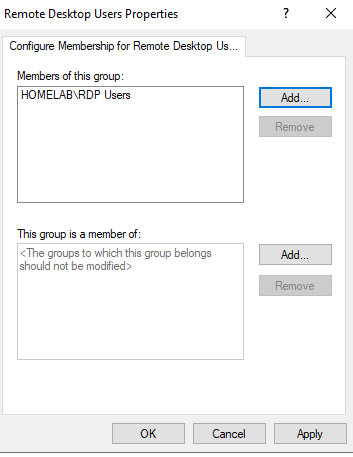 Remote Desktop Users Properties
?
Configure Membership for Remote Desktop Us...
Members of this group:
HOMELAB\RDP Users
Add...
Remove
This group is a member of:
<The groups to which this group belongs
should not be modified>
Add...
Remove
OK
Cancel
Apply